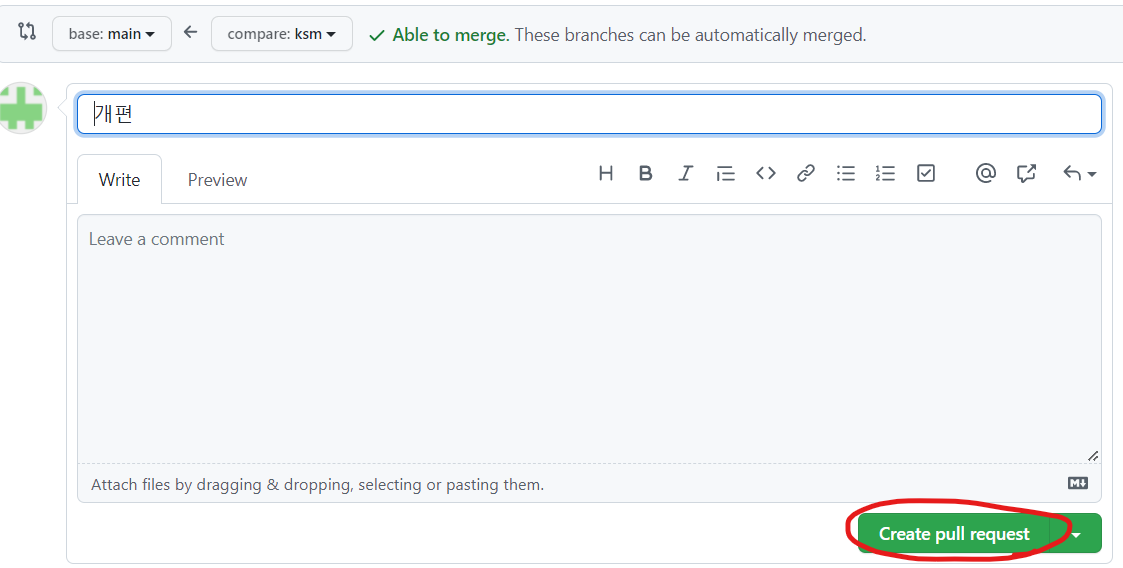 base: main compare: ksm Able to merge. These branches can be automatically merged.
개편
Write Preview
Leave a comment
Attach files by dragging & dropping, selecting or pasting them.
Create pull request